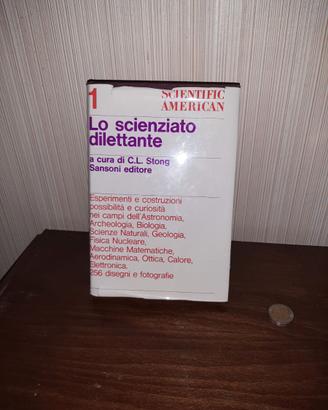 1
SCIENTIFIC
AMERICAN
Lo scienziato
dilettante
a cura di C.L. Stong
Sansoni editore
Esperimenti e costruzioni
possibilità e curiosità
nei campi dell'Astronomia,
Archeologia, Biologia,
Scienze Naturali, Geologia,
Fisica Nucleare,
Macchine Matematiche,
Aerodinamica, Ottica, Calore,
Elettronica.
256 disegni e fotografie